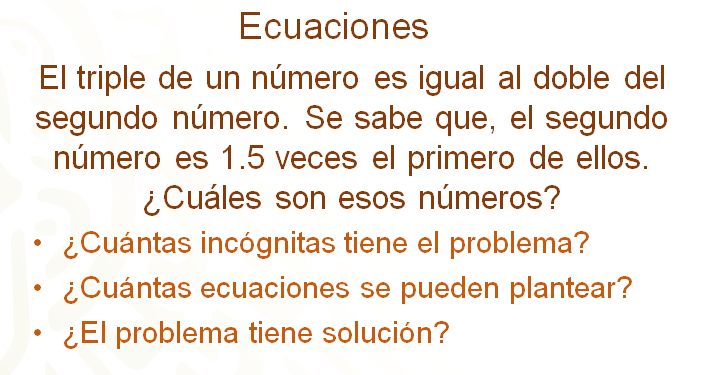 Ecuaciones
El triple de un número es igual al doble del
segundo número. Se sabe que, el segundo
número es 1.5 veces el primero de ellos.
¿Cuáles son esos números?
• ¿Cuántas incógnitas tiene el problema?
• ¿Cuántas ecuaciones se pueden plantear?
• ¿El problema tiene solución?